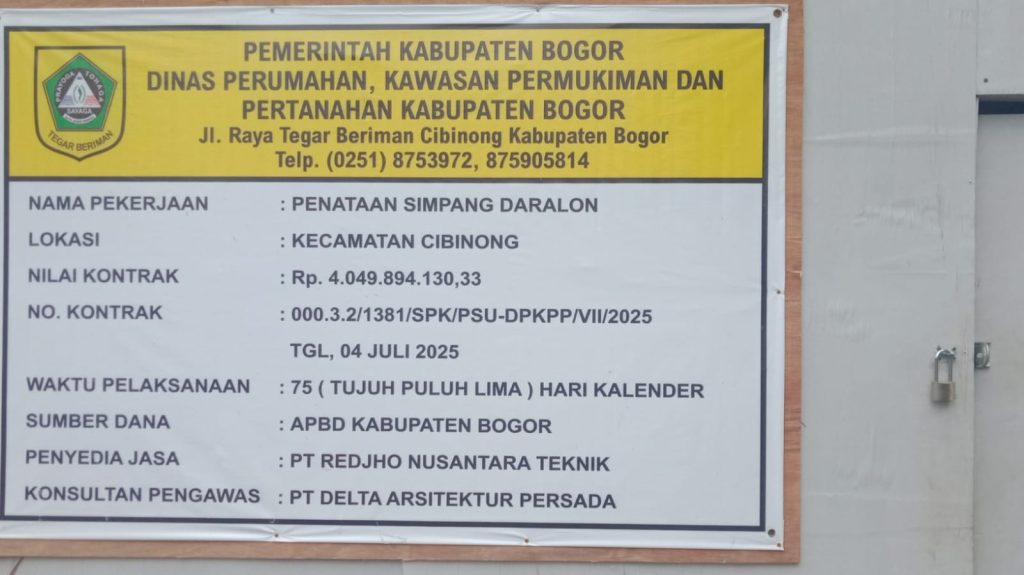 PEMERINTAH KABUPATEN BOGOR
DINAS PERUMAHAN, KAWASAN PERMUKIMAN DAN
PERTANAHAN KABUPATEN BOGOR
Jl. Raya Tegar Beriman Cibinong Kabupaten Bogor
Telp. (0251) 8753972, 875905814
PRAYOGA TOHAGA
SAYAGA
TEGAR BERIMAN
NAMA PEKERJAAN : PENATAAN SIMPANG DARALON
LOKASI : KECAMATAN CIBINONG
NILAI KONTRAK : Rp. 4.049.894.130,33
NO. KONTRAK : 000.3.2/1381/SPK/PSU-DPKPP/VII/2025
TGL, 04 JULI 2025
WAKTU PELAKSANAAN : 75 ( TUJUH PULUH LIMA ) HARI KALENDER
SUMBER DANA : APBD KABUPATEN BOGOR
PENYEDIA JASA : PT REDJHO NUSANTARA TEKNIK
KONSULTAN PENGAWAS : PT DELTA ARSITEKTUR PERSADA